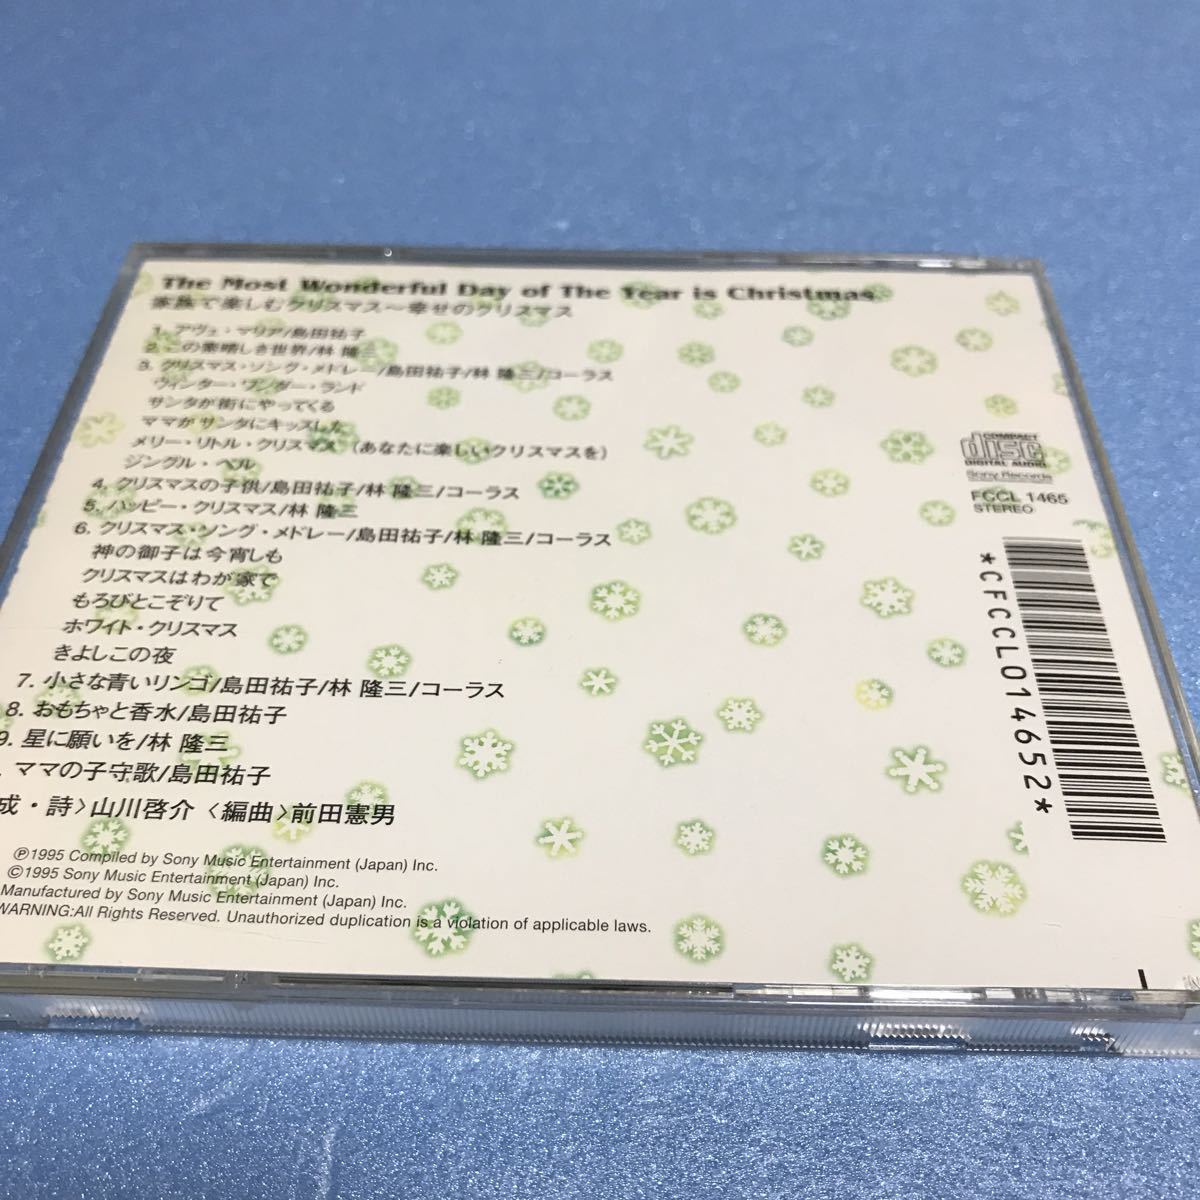 The Most Wonderful Day of The Year is Christmas
家族で楽しむクリスマス〜幸せのクリスマス
1. アヴェ・マリア/島田祐子
2. この素晴しき世界/林 隆三
3. クリスマス・ソング・メドレー/島田祐子/林 隆三/コーラス
ウィンター・ワンダー・ランド
サンタが街にやってくる
ママがサンタにキッスした
メリー・リトル・クリスマス（あなたに楽しいクリスマスを）
ジングル・ベル
4. クリスマスの子供/島田祐子/林 隆三/コーラス
5. ハッピー・クリスマス/林 隆三
6. クリスマス・ソング・メドレー/島田祐子/林 隆三/コーラス
神の御子は今宵しも
クリスマスはわが家で
もろびとこぞりて
ホワイト・クリスマス
きよしこの夜
7. 小さな青いリンゴ/島田祐子/林 隆三/コーラス
8. おもちゃと香水/島田祐子
9. 星に願いを/林 隆三
. ママの子守歌/島田祐子
成・詩〉山川啓介〈編曲〉前田憲男
℗1995 Compiled by Sony Music Entertainment (Japan) Inc.
©1995 Sony Music Entertainment (Japan) Inc.
Manufactured by Sony Music Entertainment (Japan) Inc.
WARNING:All Rights Reserved. Unauthorized duplication is a violation of applicable laws.
COMPACT
disc
DIGITAL AUDIO
Sony Records
FCCL 1465
STEREO
*CFCCL014652*